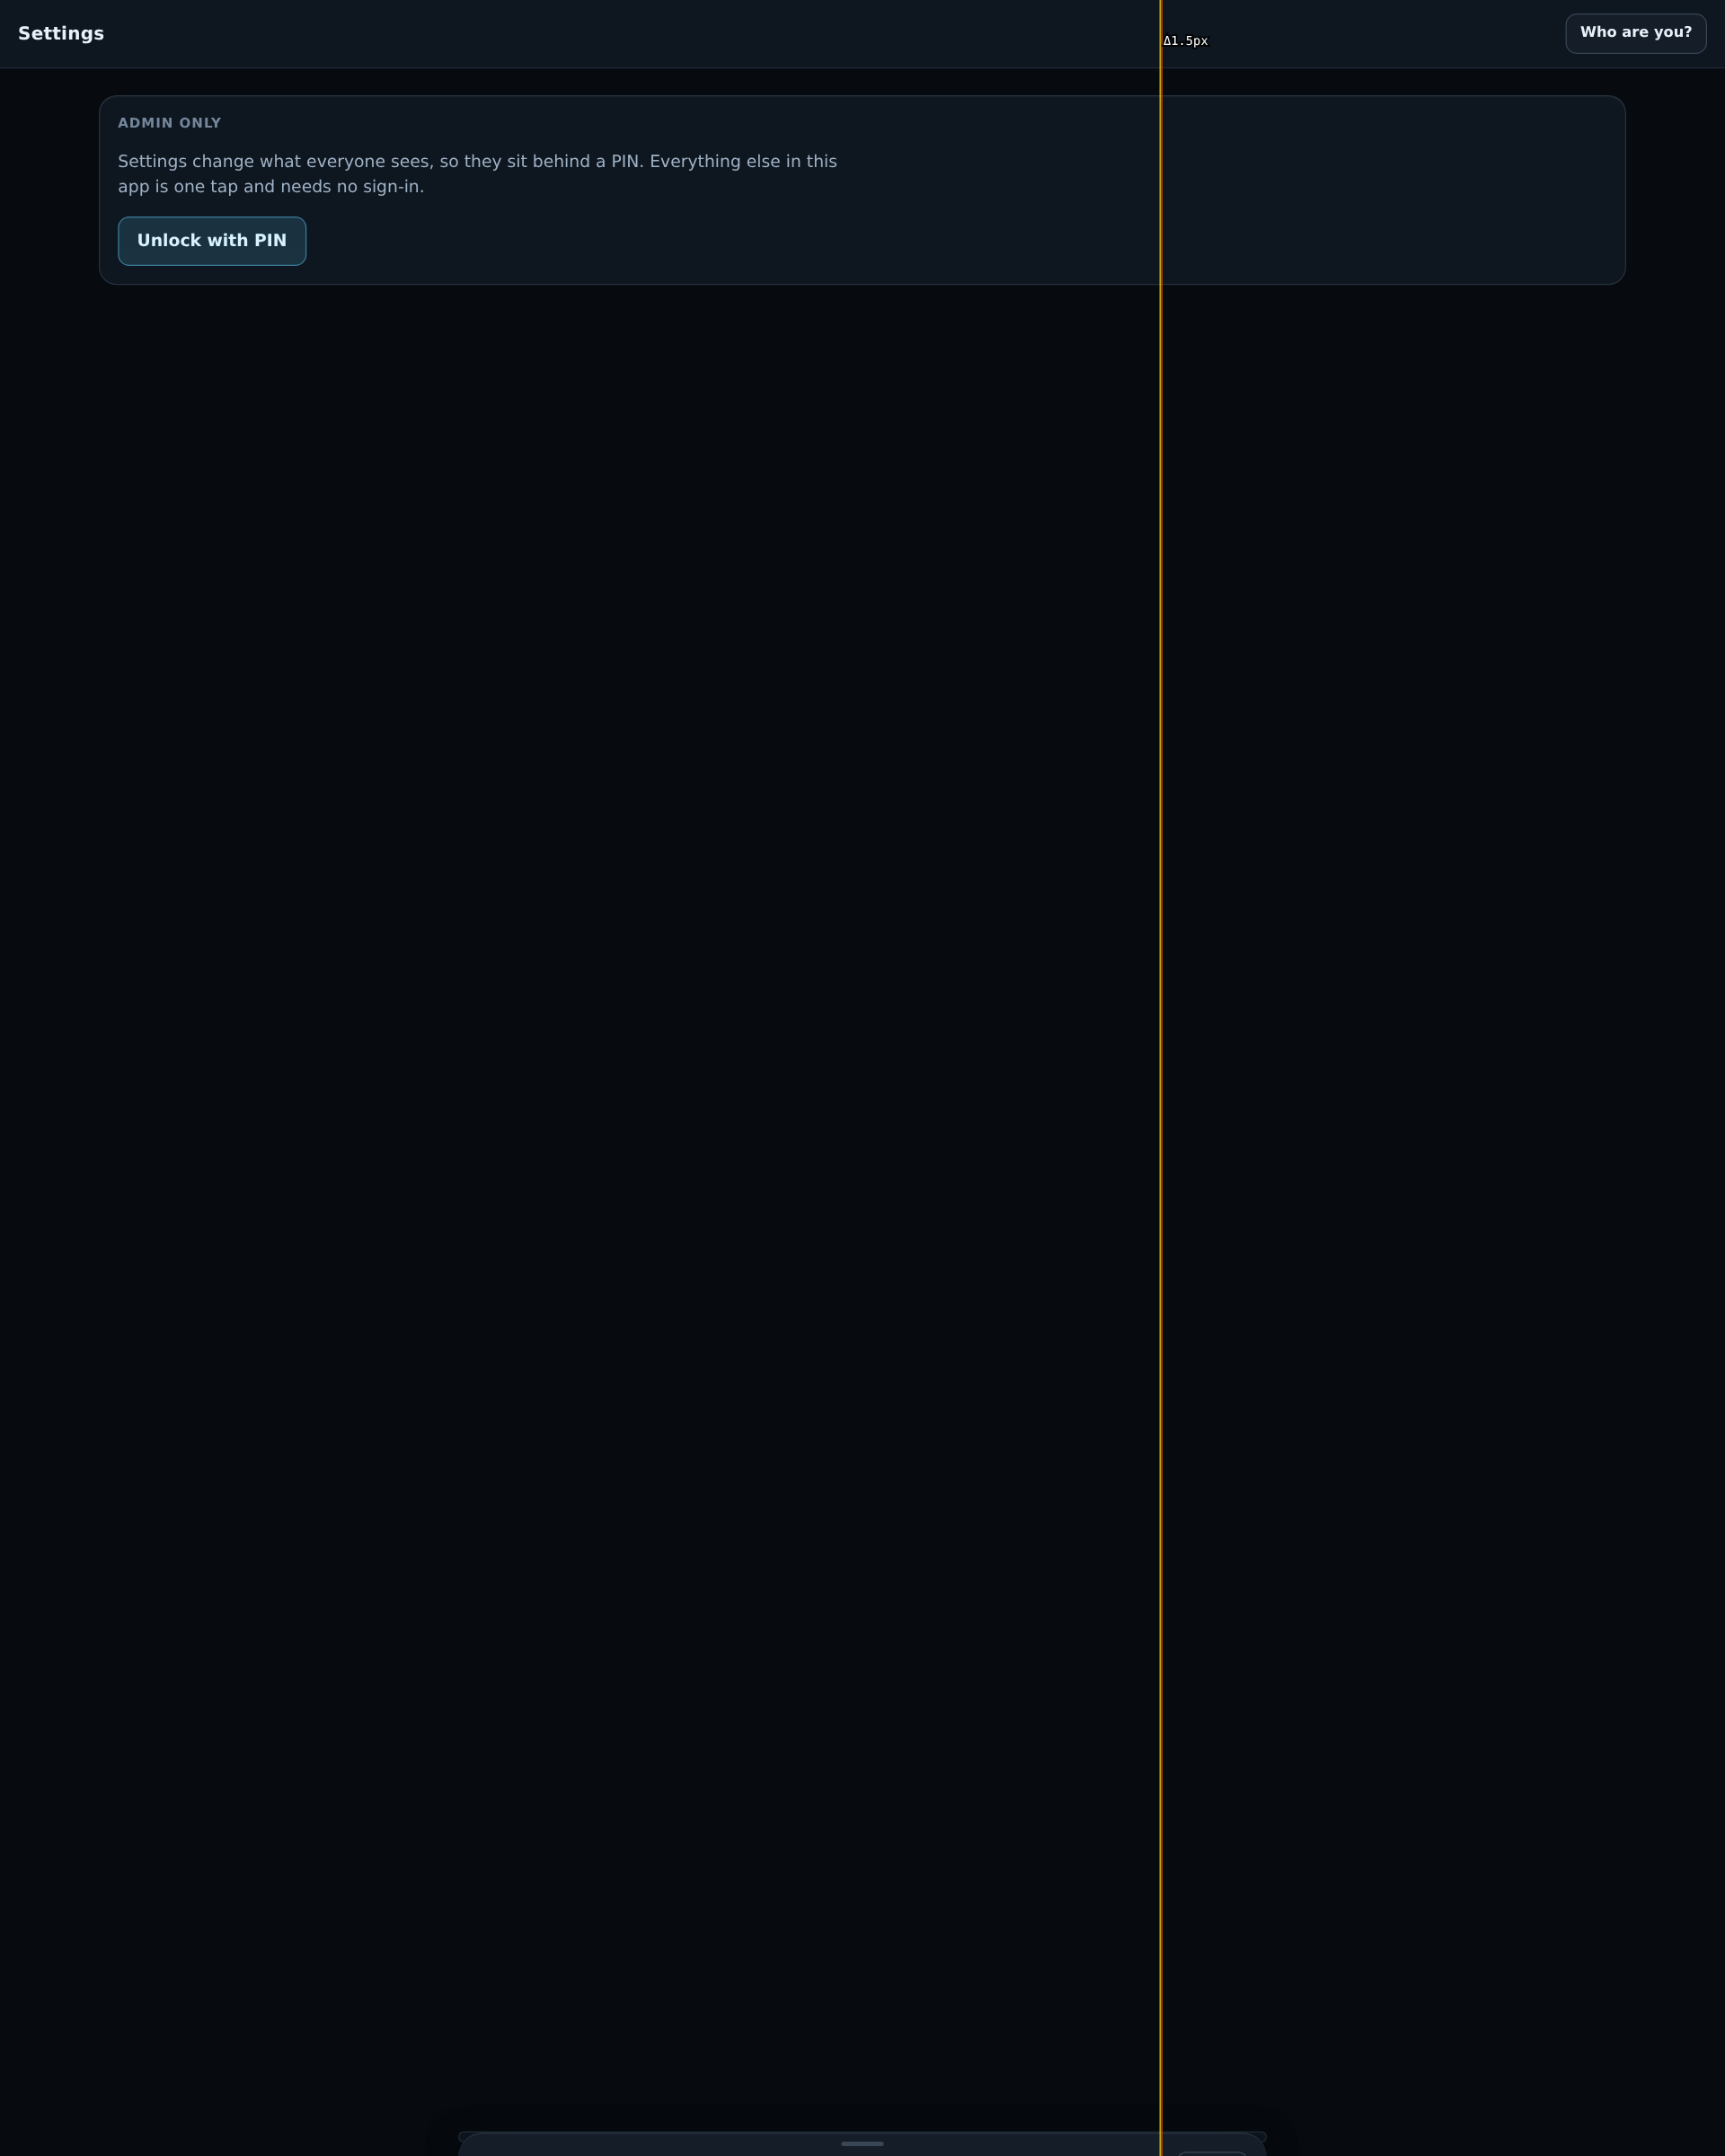 Settings
Who are you?
Δ1.5px
ADMIN ONLY
Settings change what everyone sees, so they sit behind a PIN. Everything else in this
app is one tap and needs no sign-in.
Unlock with PIN